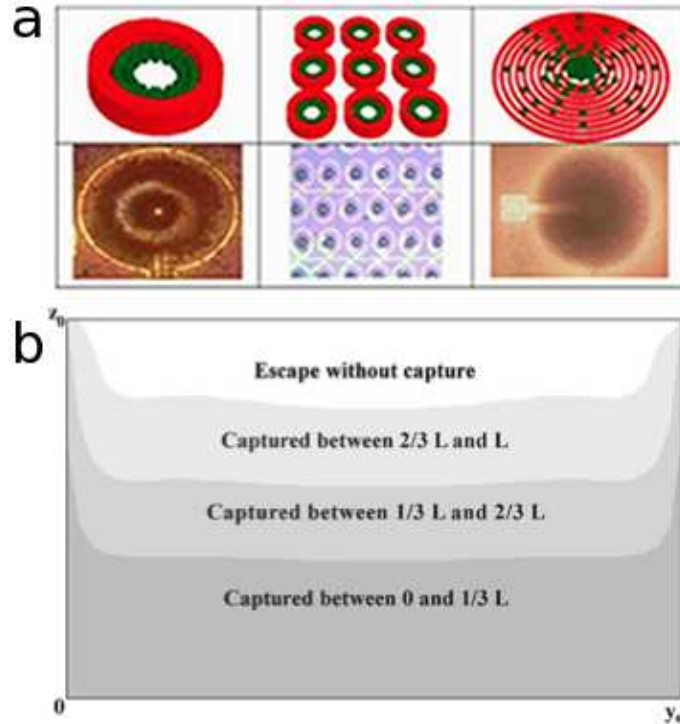 a
z₀
b
Escape without capture
Captured between 2/3 L and L
Captured between 1/3 L and 2/3 L
Captured between 0 and 1/3 L
0